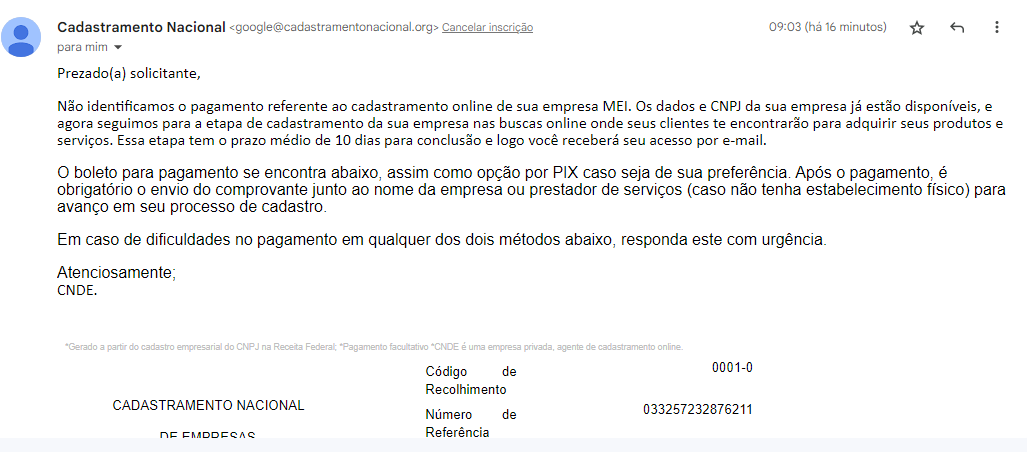 Cadastramento Nacional <google@cadastramentonacional.org> Cancelar inscrição 09:03 (há 16 minutos)
para mim
Prezado(a) solicitante,
Não identificamos o pagamento referente ao cadastramento online de sua empresa MEI. Os dados e CNPJ da sua empresa já estão disponíveis, e
agora seguimos para a etapa de cadastramento da sua empresa nas buscas online onde seus clientes te encontrarão para adquirir seus produtos e
serviços. Essa etapa tem o prazo médio de 10 dias para conclusão e logo você receberá seu acesso por e-mail.
O boleto para pagamento se encontra abaixo, assim como opção por PIX caso seja de sua preferência. Após o pagamento, é
obrigatório o envio do comprovante junto ao nome da empresa ou prestador de serviços (caso não tenha estabelecimento físico) para
avanço em seu processo de cadastro.
Em caso de dificuldades no pagamento em qualquer dos dois métodos abaixo, responda este com urgência.
Atenciosamente;
CNDE.
*Gerado a partir do cadastro empresarial do CNPJ na Receita Federal; *Pagamento facultativo *CNDE é uma empresa privada, agente de cadastramento online.
Código de 0001-0
Recolhimento
CADASTRAMENTO NACIONAL
Número de 033257232876211
Referência
DE EMPRESAS